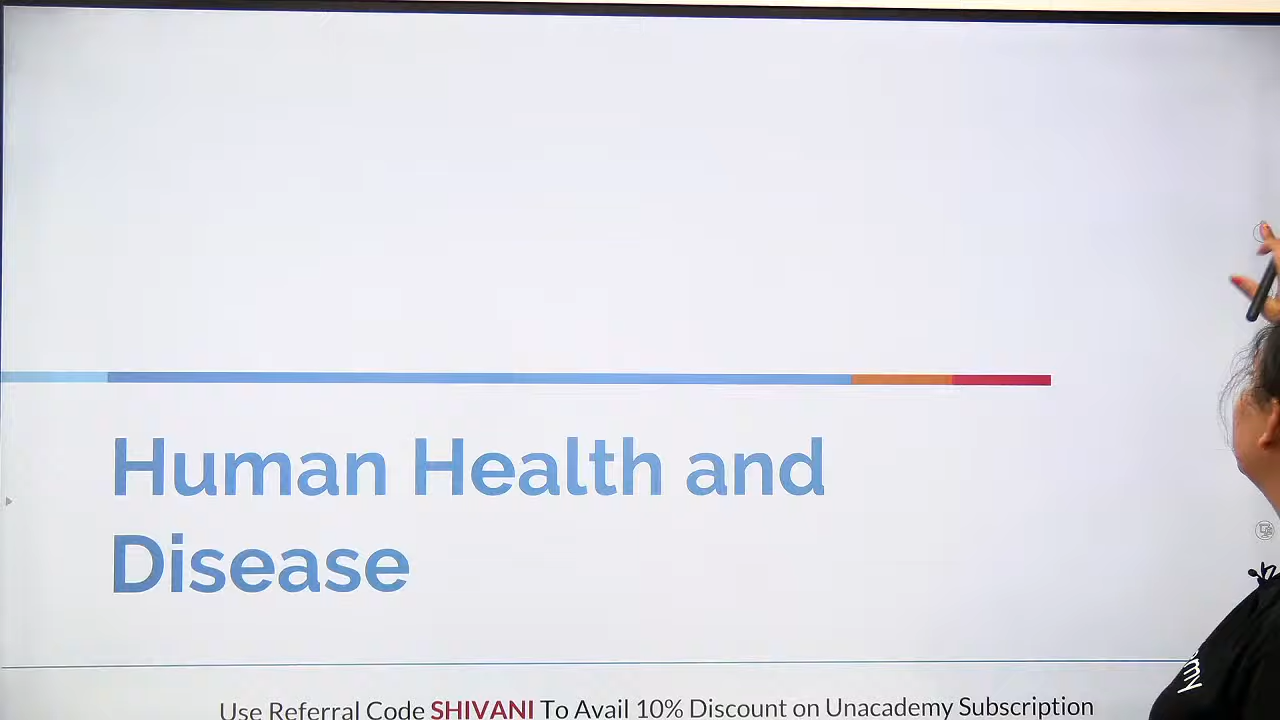 Human Health and
Disease
Use Referral Code SHIVANI To Avail 10% Discount on Unacademy Subscription